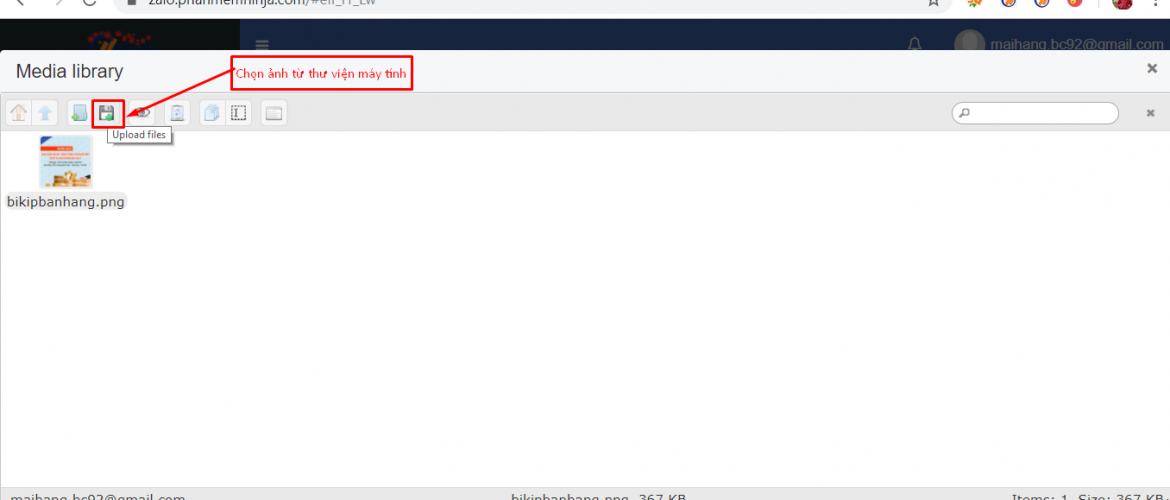 zalo.phanmemninja.com/#elf_l1_Lw
maihang.bc92@gmail.com
Media library
Chọn ảnh từ thư viện máy tính
Upload files
bikipbanhang.png
maihang.bc92@gmail.com
bikipbanhang.png, 367 KB
Items: 1, Size: 367 KB